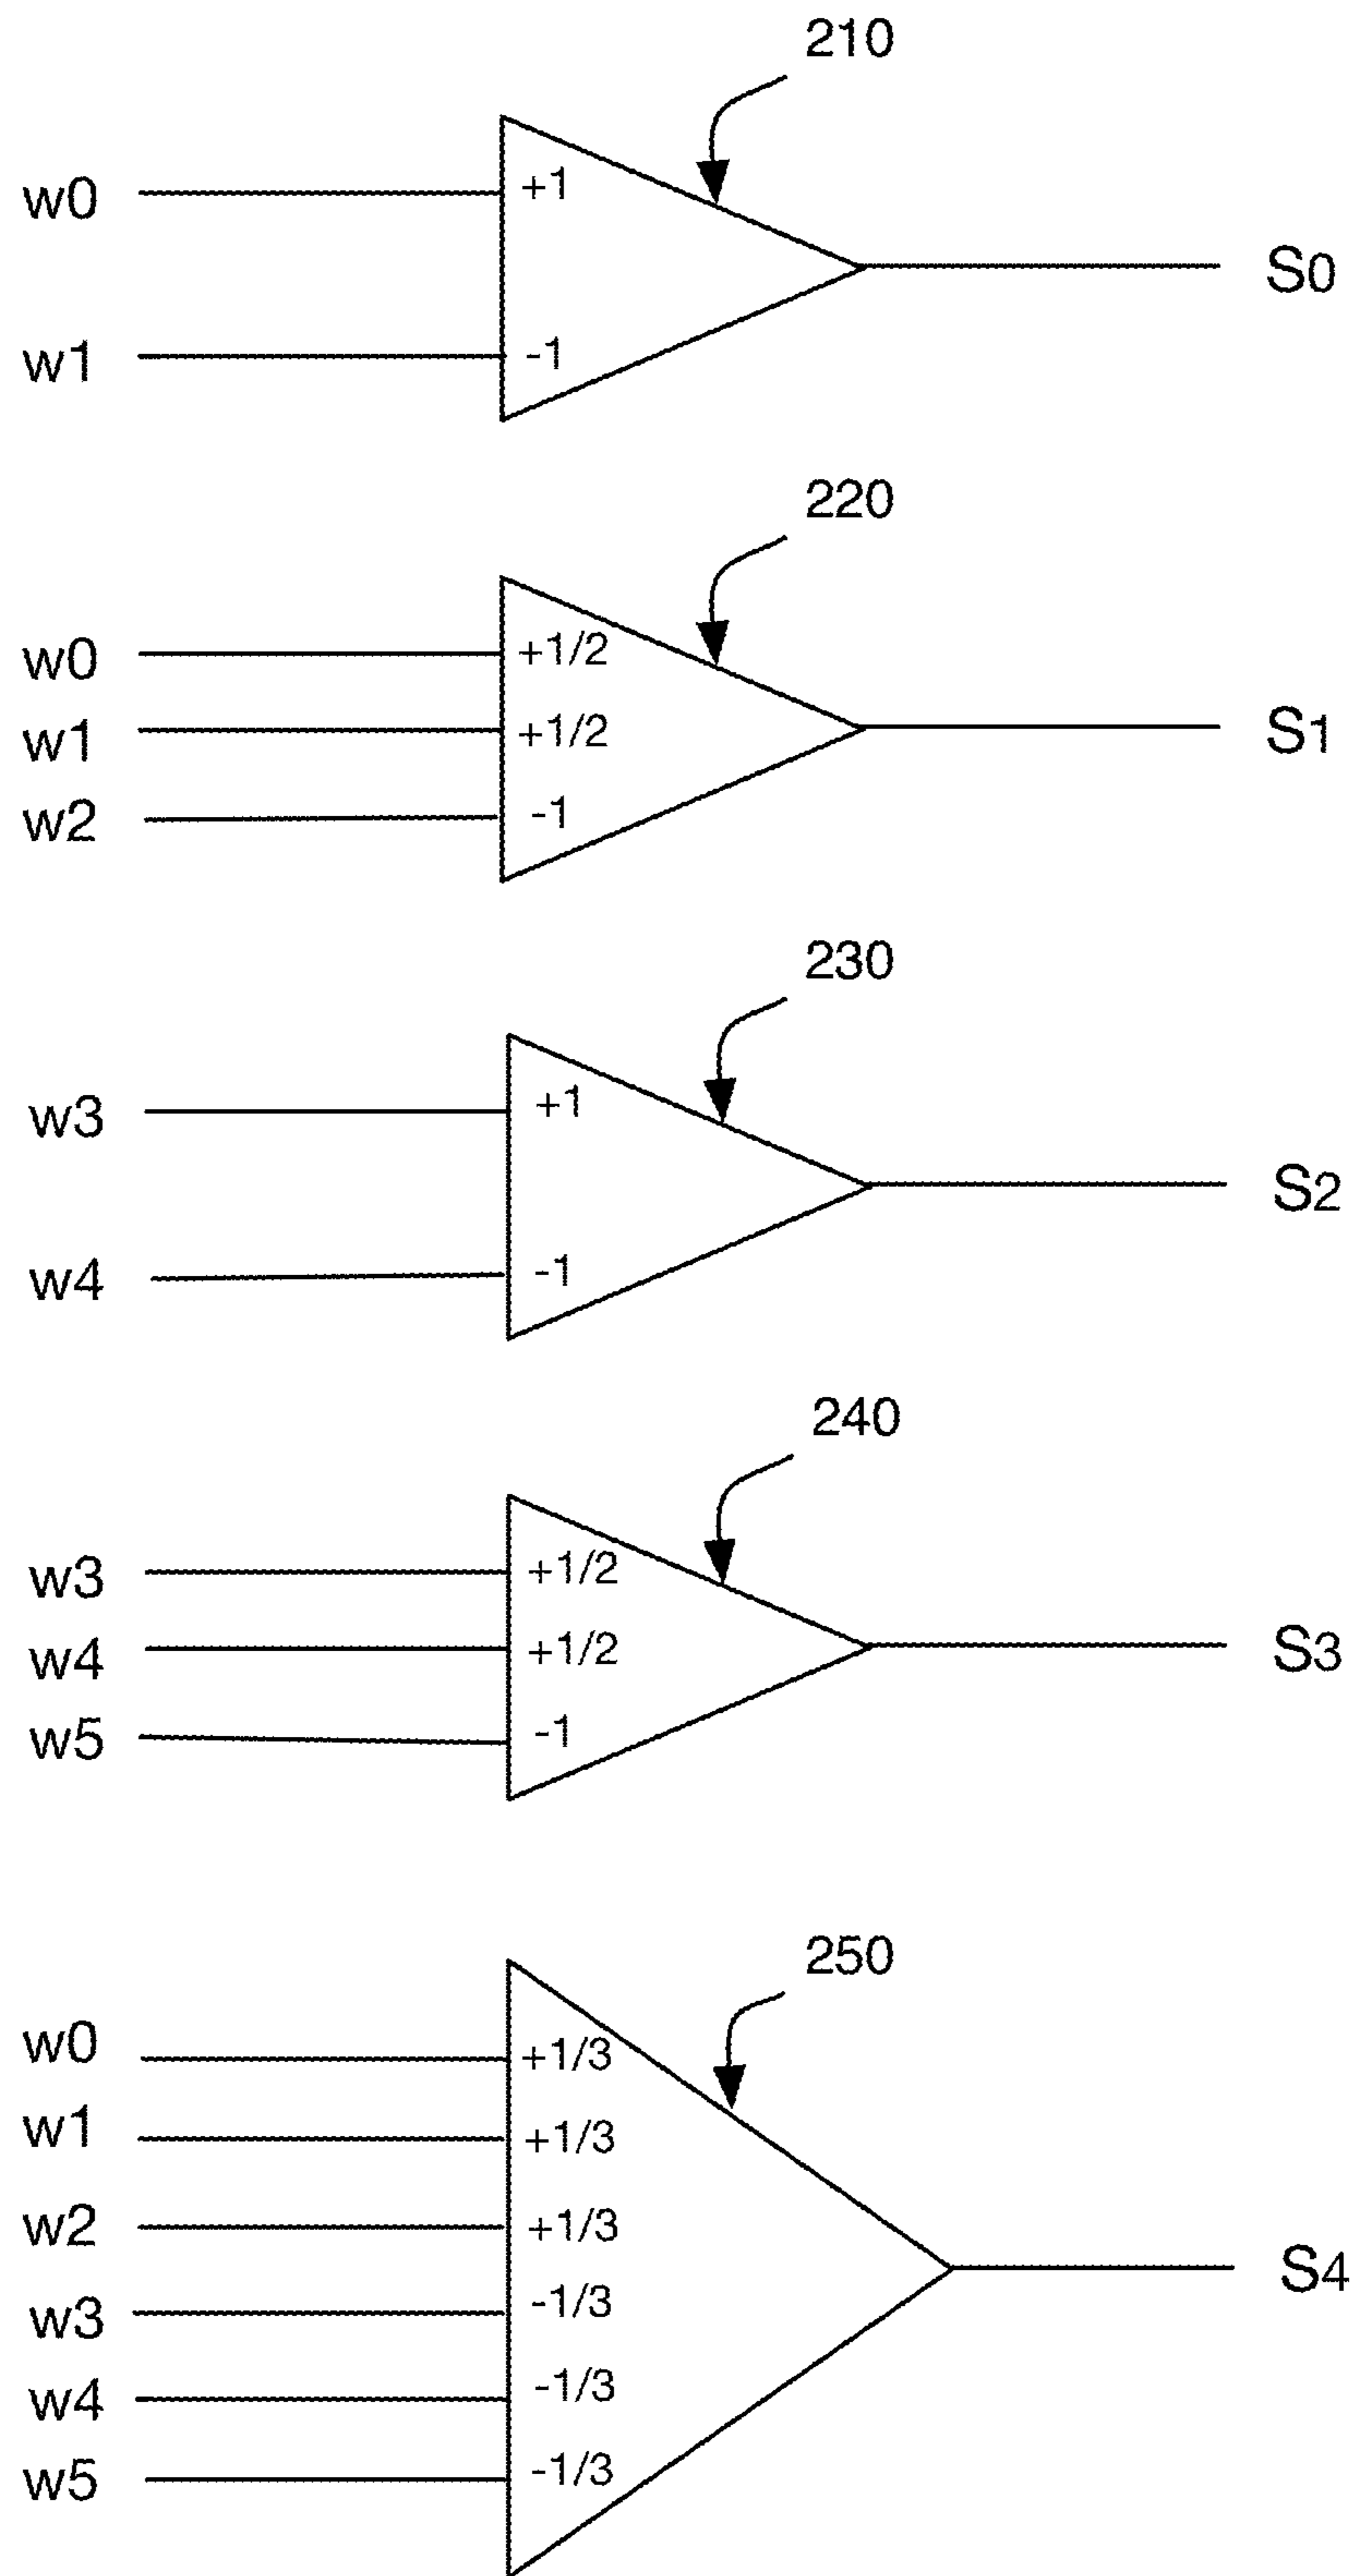 210
w0 +1
S0
w1 -1
220
w0 +1/2
w1 +1/2
S1
w2 -1
230
w3 +1
S2
w4 -1
240
w3 +1/2
w4 +1/2
S3
w5 -1
250
w0 +1/3
w1 +1/3
w2 +1/3
S4
w3 -1/3
w4 -1/3
w5 -1/3